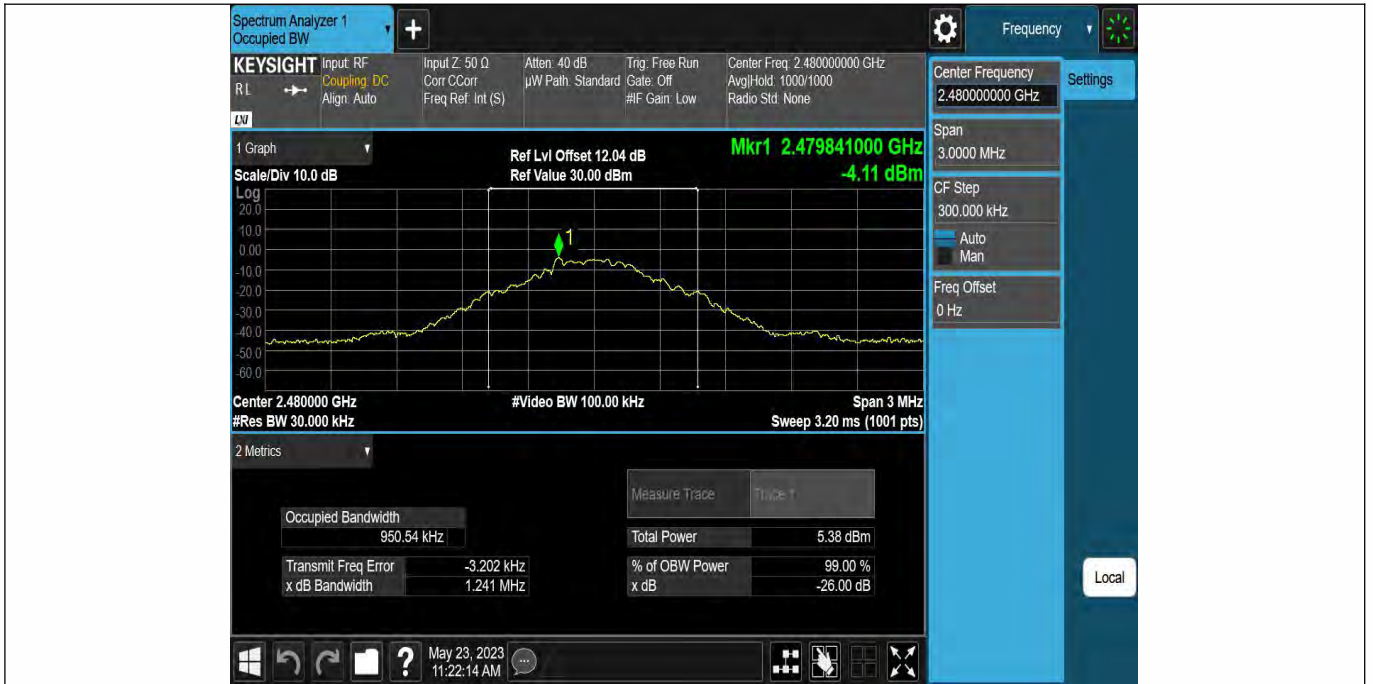 Spectrum Analyzer 1
Occupied BW
+
Frequency
KEYSIGHT
RL
LXI
Input: RF
Coupling: DC
Align: Auto
Input Z: 50 Ω
Corr CCorr
Freq Ref: Int (S)
Atten: 40 dB
µW Path: Standard
Trig: Free Run
Gate: Off
#IF Gain: Low
Center Freq: 2.480000000 GHz
Avg|Hold: 1000/1000
Radio Std: None
Center Frequency
2.480000000 GHz
Settings
Span
3.0000 MHz
CF Step
300.000 kHz
Auto
Man
Freq Offset
0 Hz
Local
1 Graph
Scale/Div 10.0 dB
Ref Lvl Offset 12.04 dB
Ref Value 30.00 dBm
Mkr1 2.479841000 GHz
-4.11 dBm
Log
20.0
10.0
0.00
-10.0
-20.0
-30.0
-40.0
-50.0
-60.0
1
Center 2.480000 GHz
#Res BW 30.000 kHz
#Video BW 100.00 kHz
Span 3 MHz
Sweep 3.20 ms (1001 pts)
2 Metrics
Measure Trace
Trace 1
Occupied Bandwidth
950.54 kHz
Total Power
5.38 dBm
Transmit Freq Error
-3.202 kHz
% of OBW Power
99.00 %
x dB Bandwidth
1.241 MHz
x dB
-26.00 dB
?
May 23, 2023
11:22:14 AM